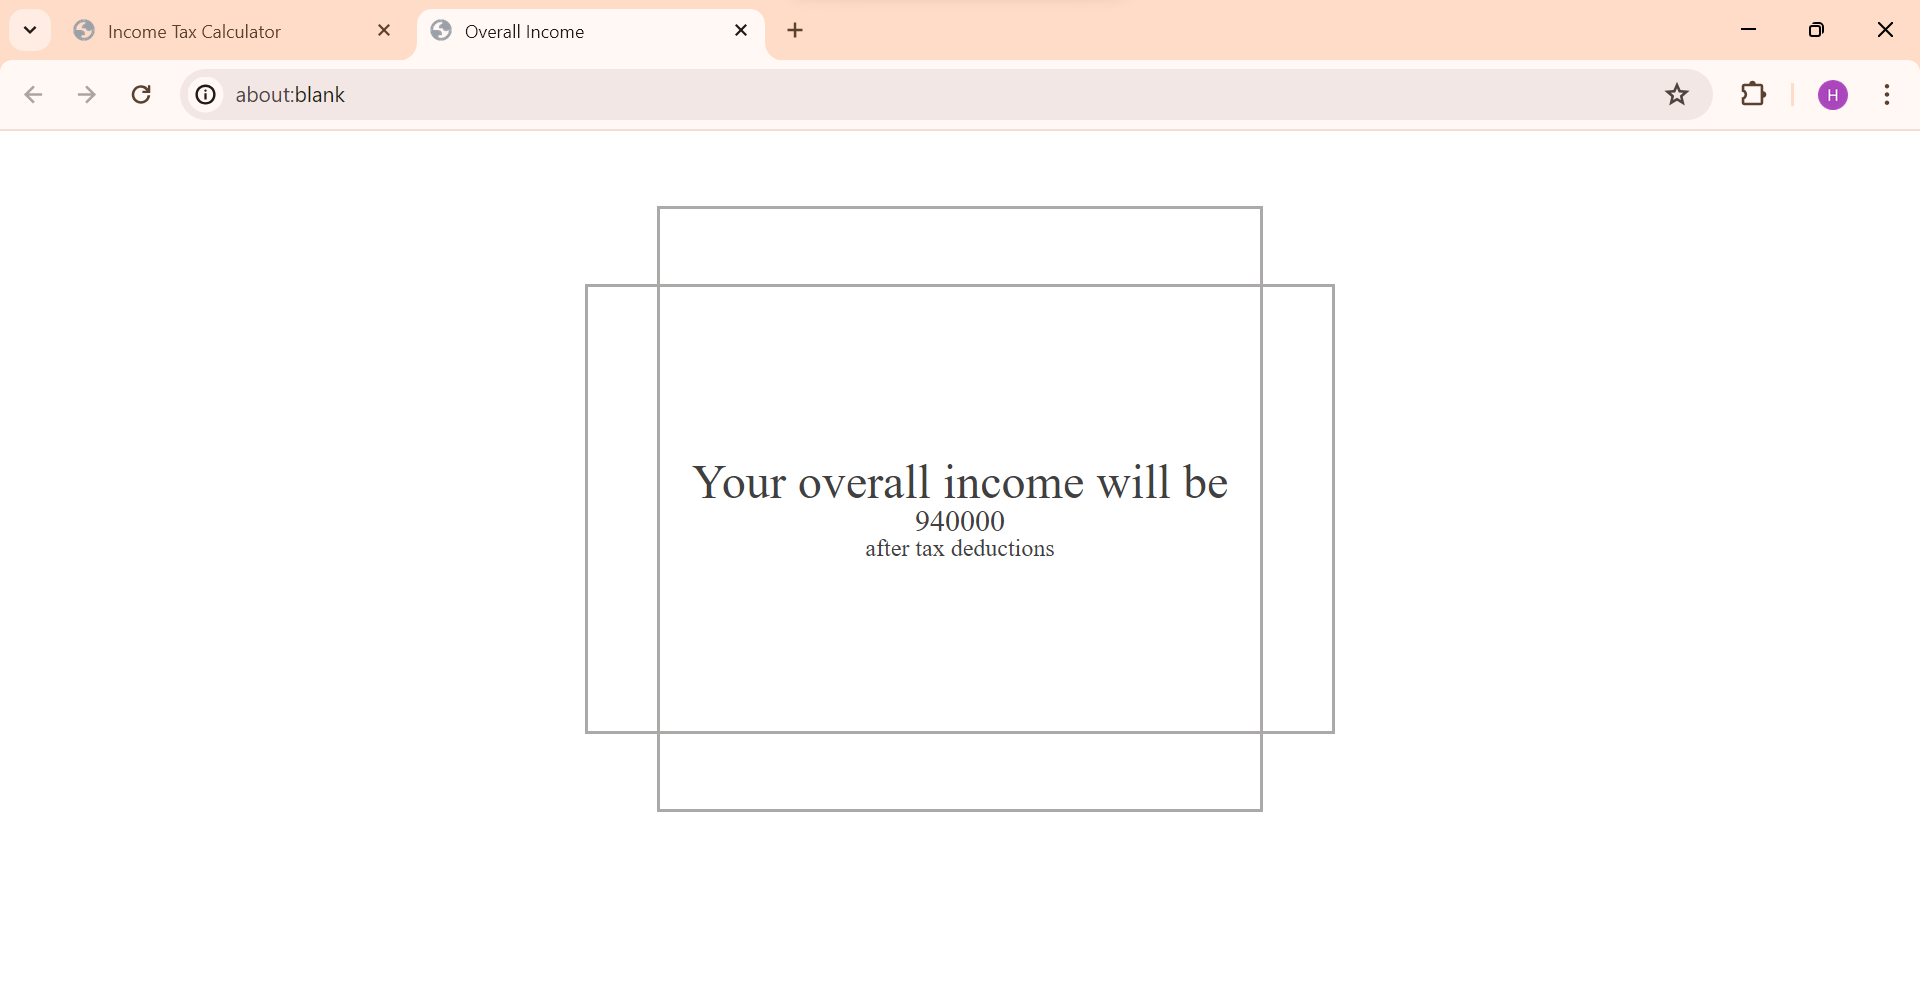 Income Tax Calculator
Overall Income
about:blank
H
Your overall income will be
940000
after tax deductions